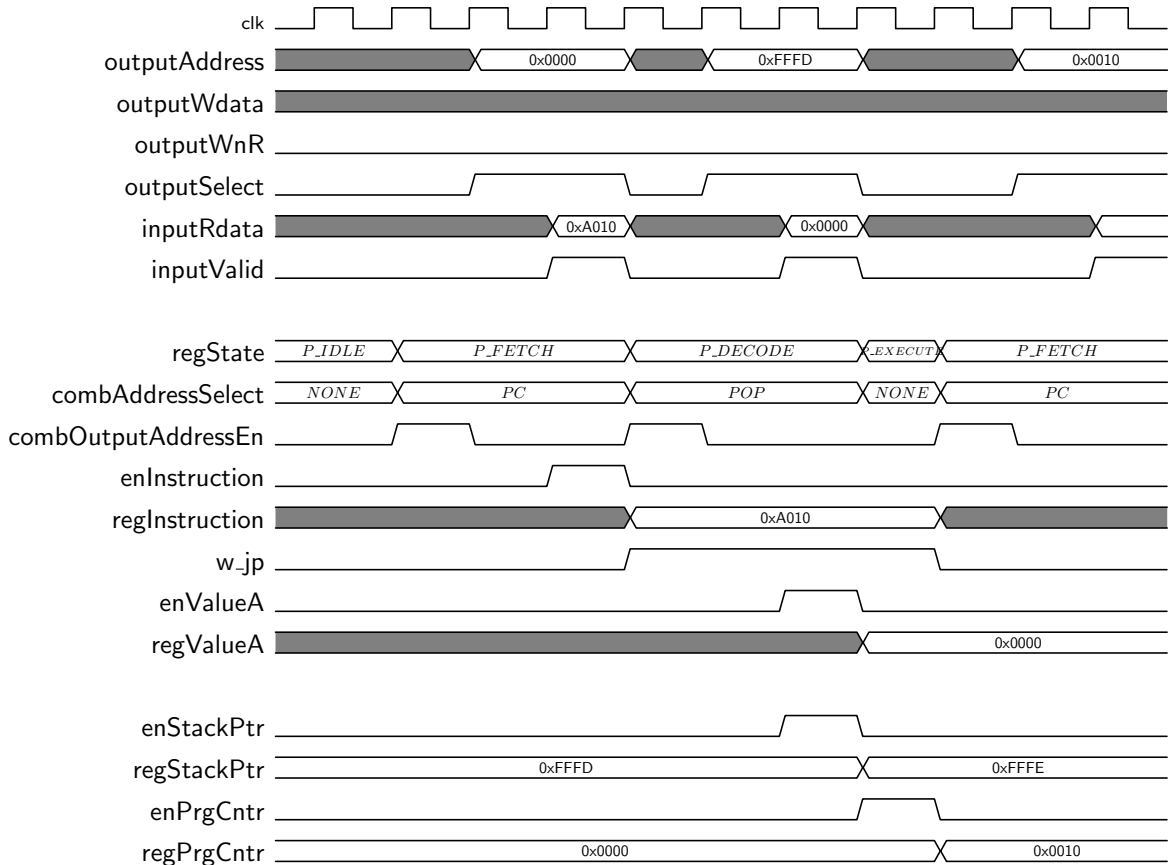 clk
outputAddress 0x0000 0xFFFD 0x0010
outputWdata
outputWnR
outputSelect
inputRdata 0xA010 0x0000
inputValid
regState P_IDLE P_FETCH P_DECODE P_EXECUTE P_FETCH
combAddressSelect NONE PC POP NONE PC
combOutputAddressEn
enInstruction
regInstruction 0xA010
w_jp
enValueA
regValueA 0x0000
enStackPtr
regStackPtr 0xFFFD 0xFFFE
enPrgCntr
regPrgCntr 0x0000 0x0010